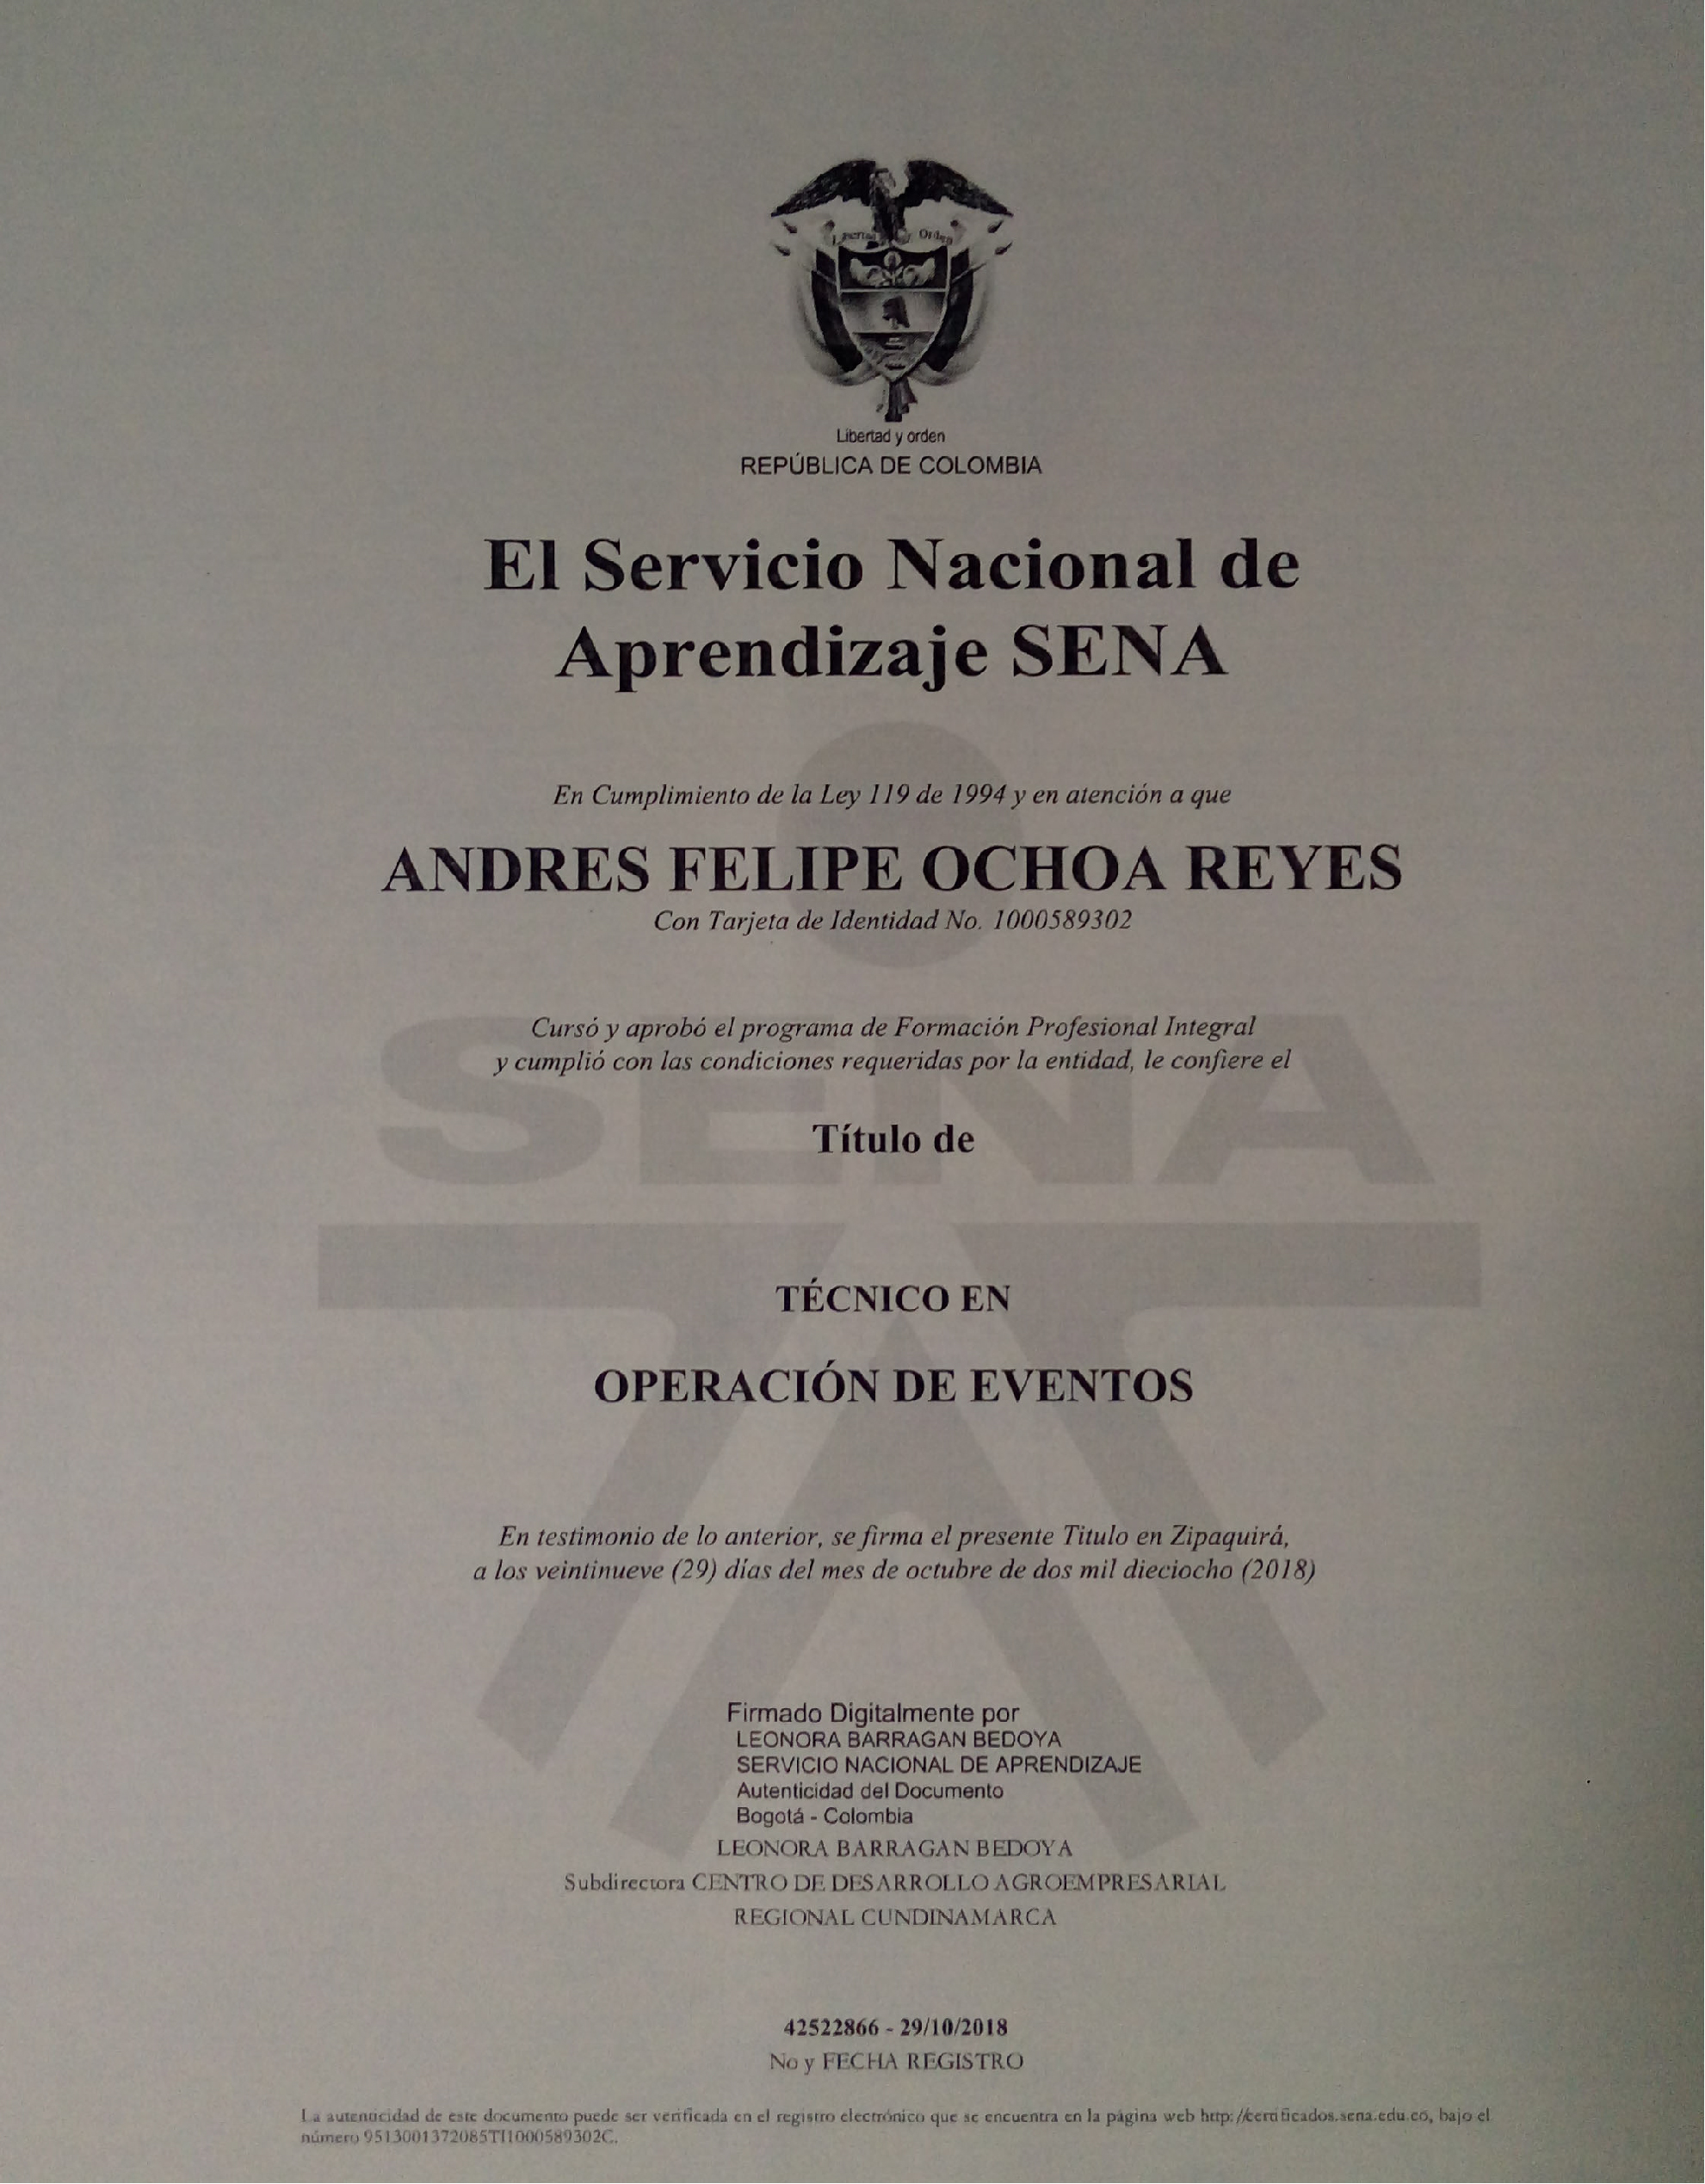 Libertad y Orden
Libertad y orden
REPÚBLICA DE COLOMBIA
El Servicio Nacional de
Aprendizaje SENA
En Cumplimiento de la Ley 119 de 1994 y en atención a que
ANDRES FELIPE OCHOA REYES
Con Tarjeta de Identidad No. 1000589302
Cursó y aprobó el programa de Formación Profesional Integral
y cumplió con las condiciones requeridas por la entidad, le confiere el
SENA
Título de
TÉCNICO EN
OPERACIÓN DE EVENTOS
En testimonio de lo anterior, se firma el presente Titulo en Zipaquirá,
a los veintinueve (29) días del mes de octubre de dos mil dieciocho (2018)
Firmado Digitalmente por
LEONORA BARRAGAN BEDOYA
SERVICIO NACIONAL DE APRENDIZAJE
Autenticidad del Documento
Bogotá - Colombia
LEONORA BARRAGAN BEDOYA
Subdirectora CENTRO DE DESARROLLO AGROEMPRESARIAL
REGIONAL CUNDINAMARCA
42522866 - 29/10/2018
No y FECHA REGISTRO
La autenticidad de este documento puede ser verificada en el registro electrónico que se encuentra en la página web http://certificados.sena.edu.co, bajo el
número 9513001372085TI1000589302C.